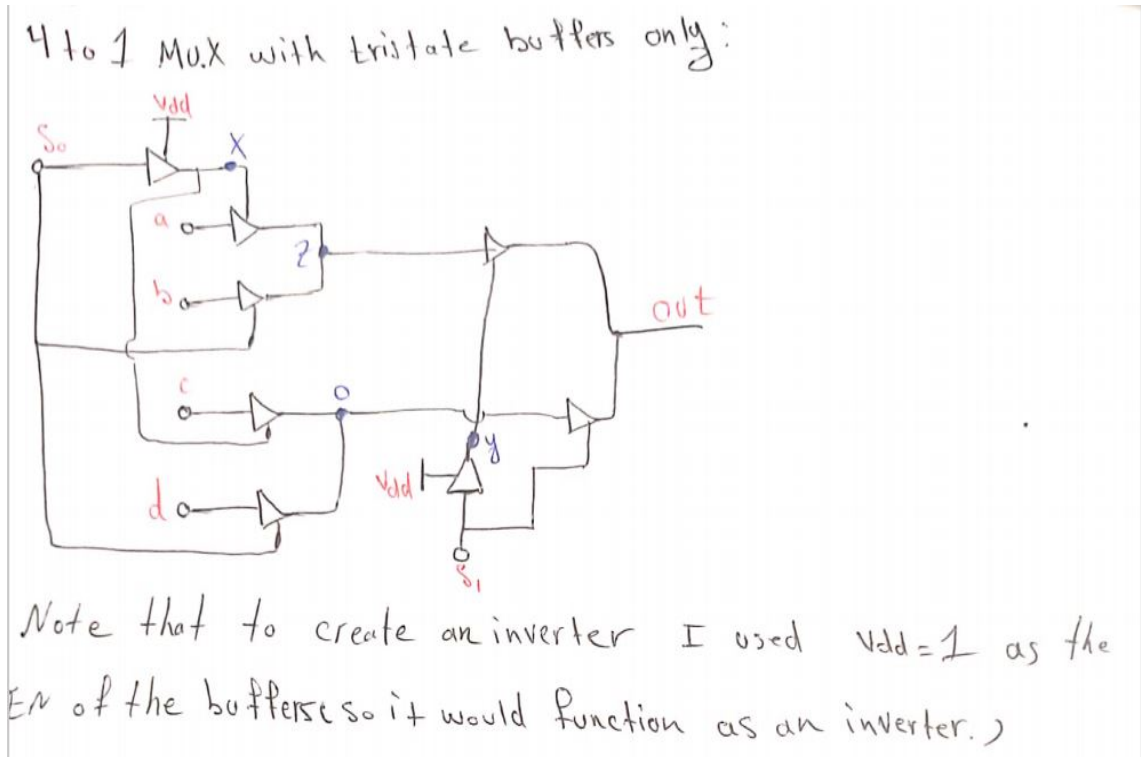 4 to 1 MUX with tristate buffers only:
Vdd
S₀
X
a
Z
b
out
c
O
y
Vdd
d
S₁
Note that to create an inverter I used Vdd = 1 as the
EN of the buffers( so it would function as an inverter.)